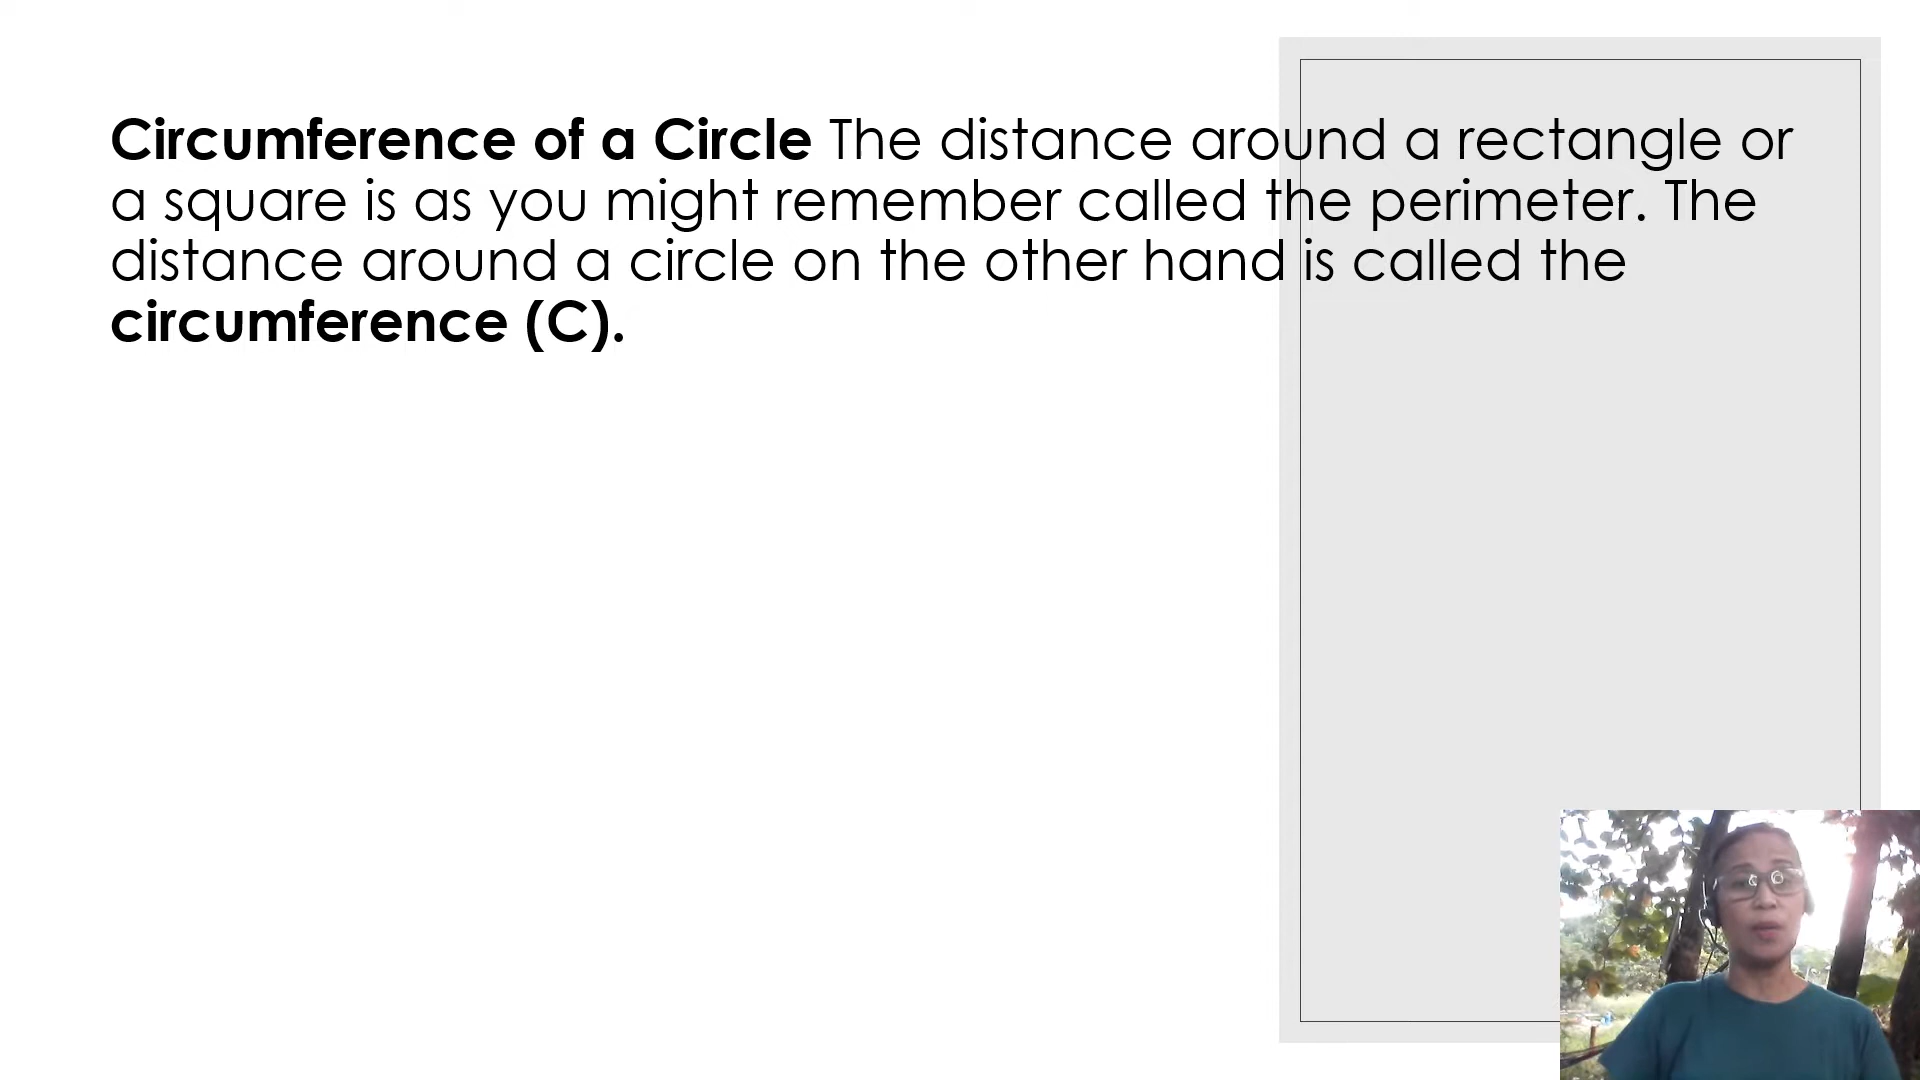 Circumference of a Circle The distance around a rectangle or
a square is as you might remember called the perimeter. The
distance around a circle on the other hand is called the
circumference (C).